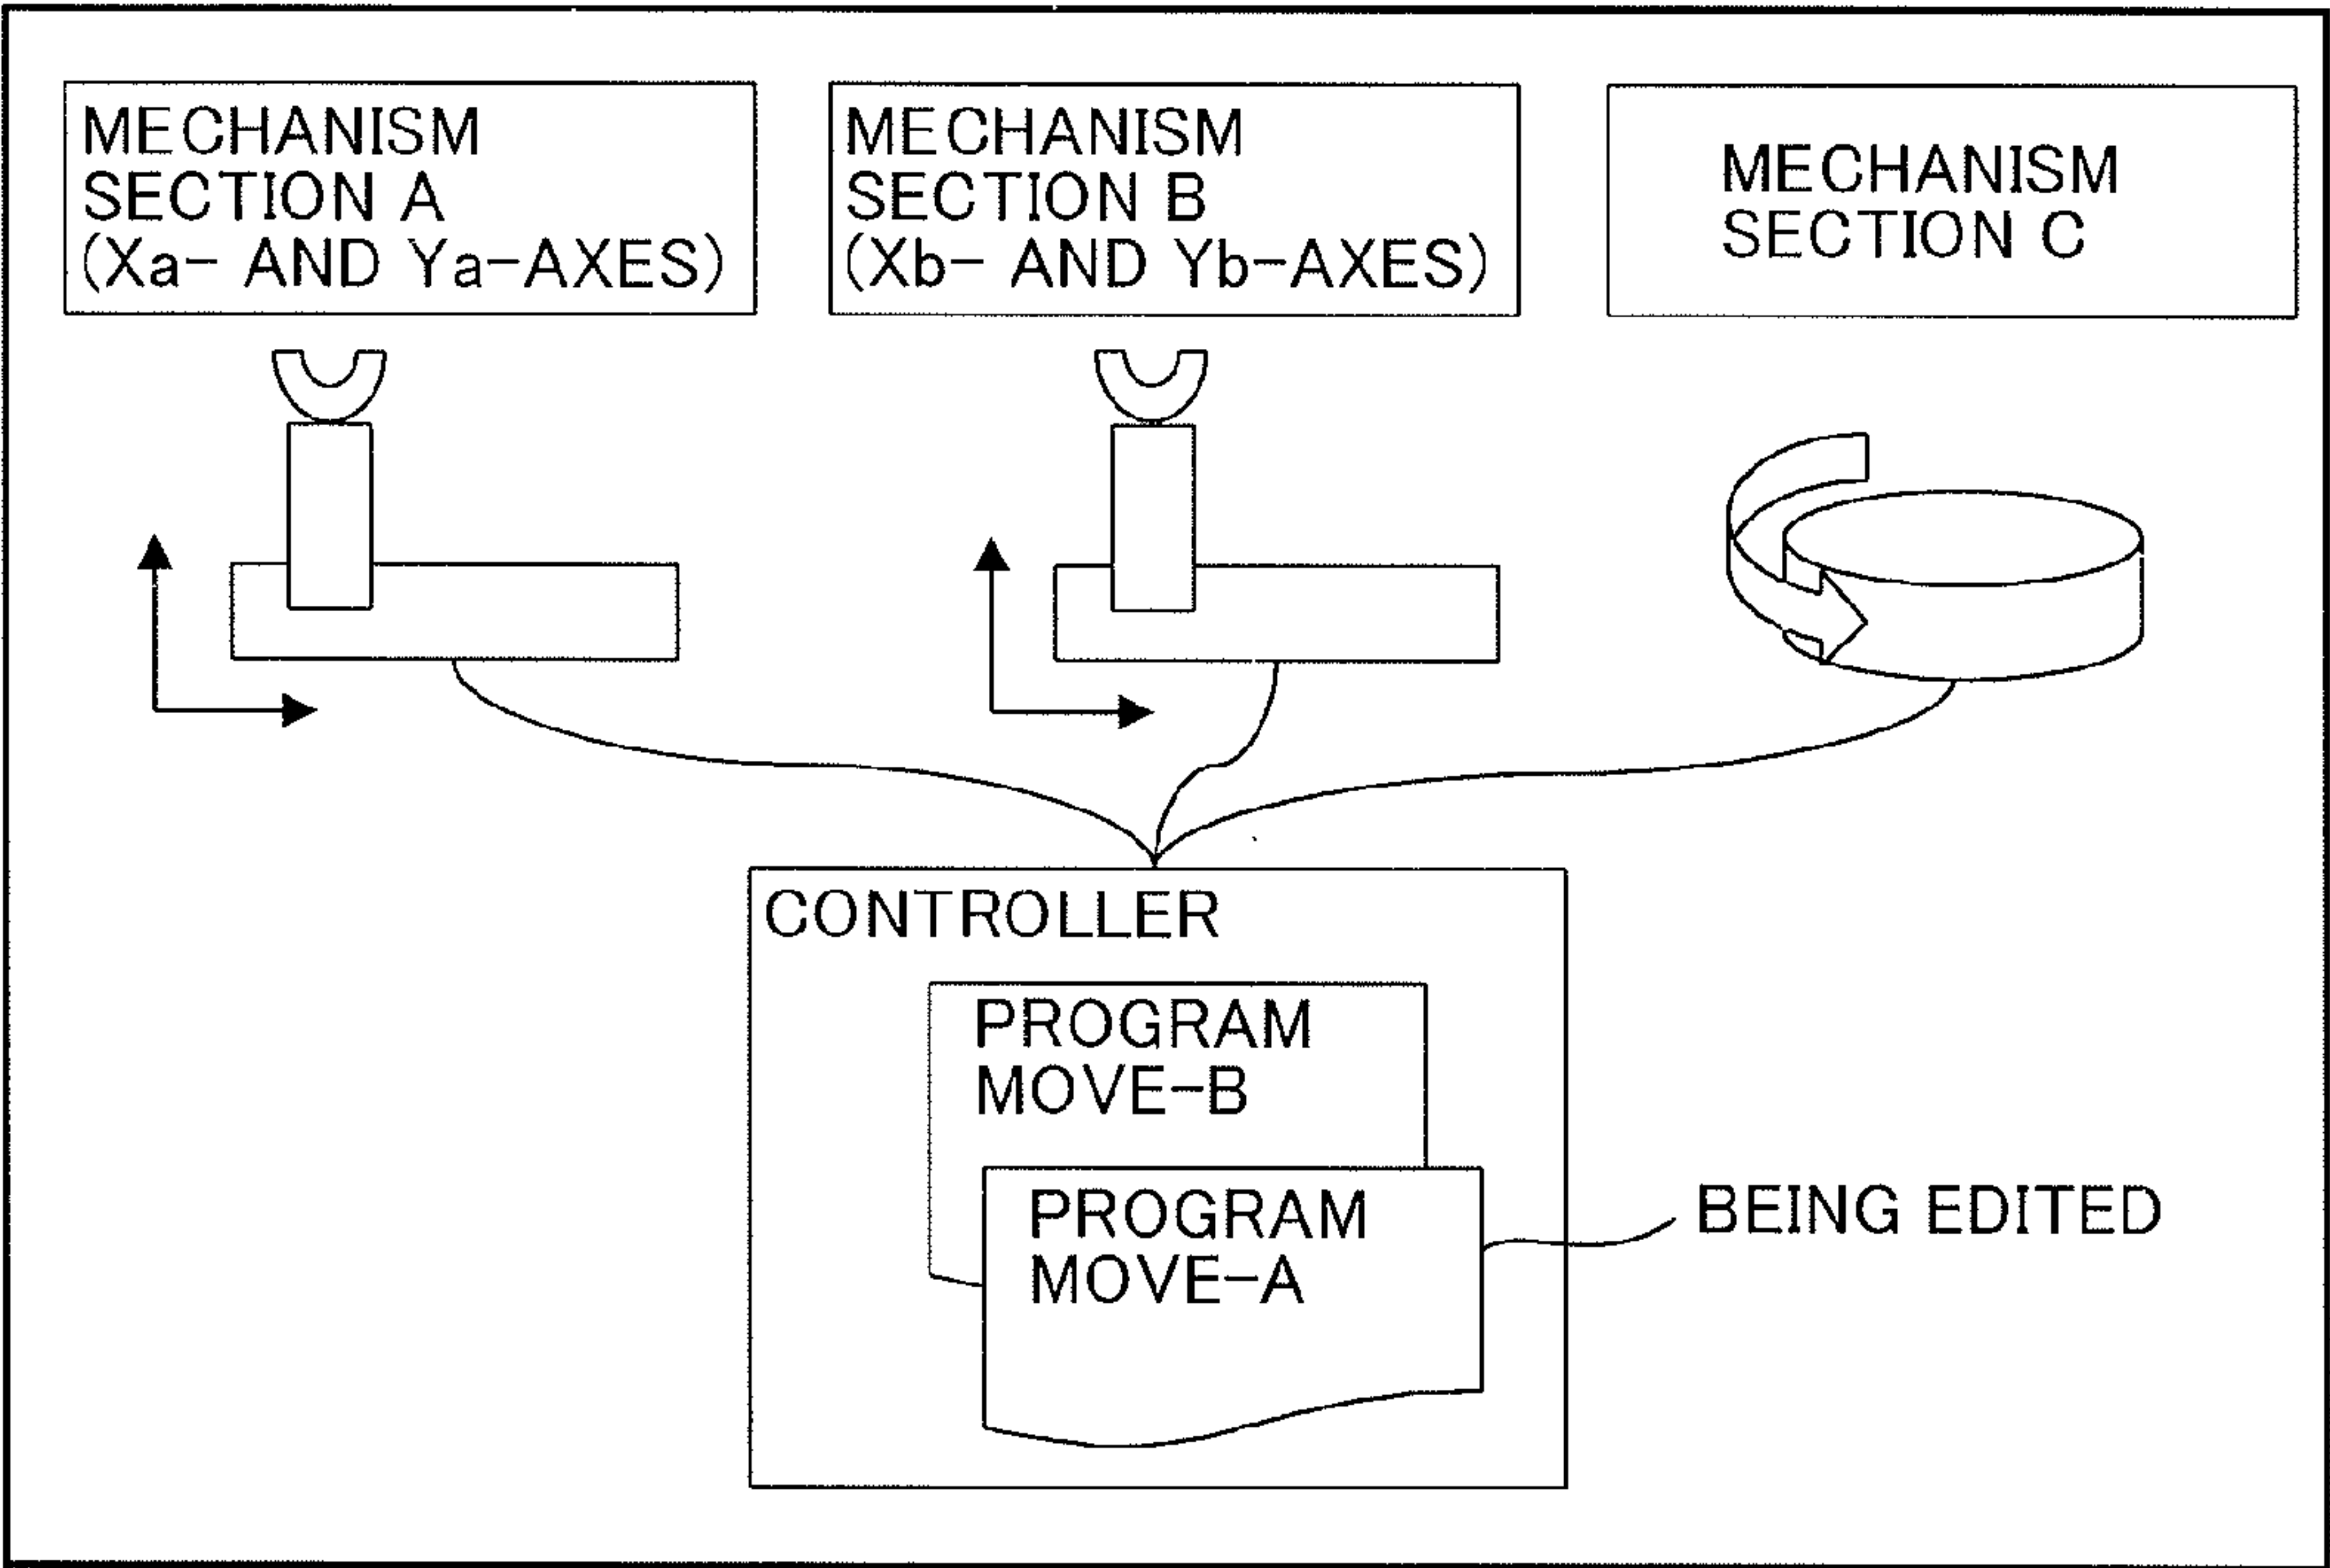 MECHANISM
SECTION A
(Xa- AND Ya-AXES)
MECHANISM
SECTION B
(Xb- AND Yb-AXES)
MECHANISM
SECTION C
CONTROLLER
PROGRAM
MOVE-B
PROGRAM
MOVE-A
BEING EDITED